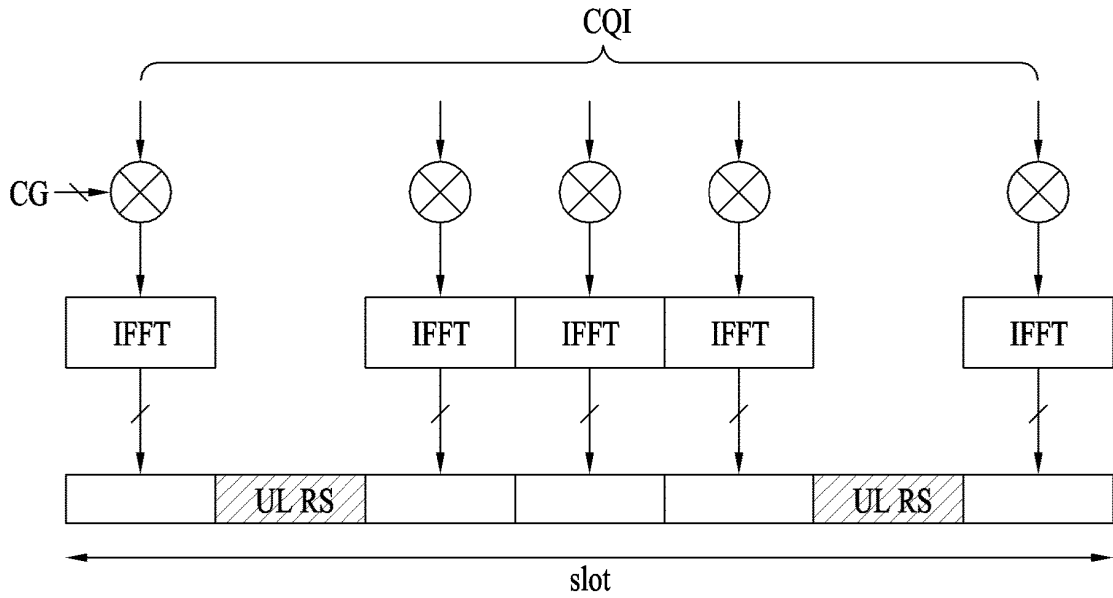 CQI
CG
IFFT IFFT IFFT IFFT IFFT
UL RS UL RS
slot